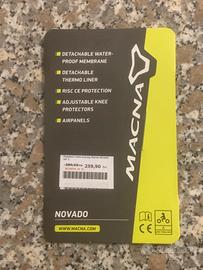 DETACHABLE WATER-
PROOF MEMBRANE
DETACHABLE
THERMO LINER
RISC CE PROTECTION
ADJUSTABLE KNEE
PROTECTORS
AIRPANELS
MACNA
259,90
NOVADO
WWW.MACNA.COM
CE